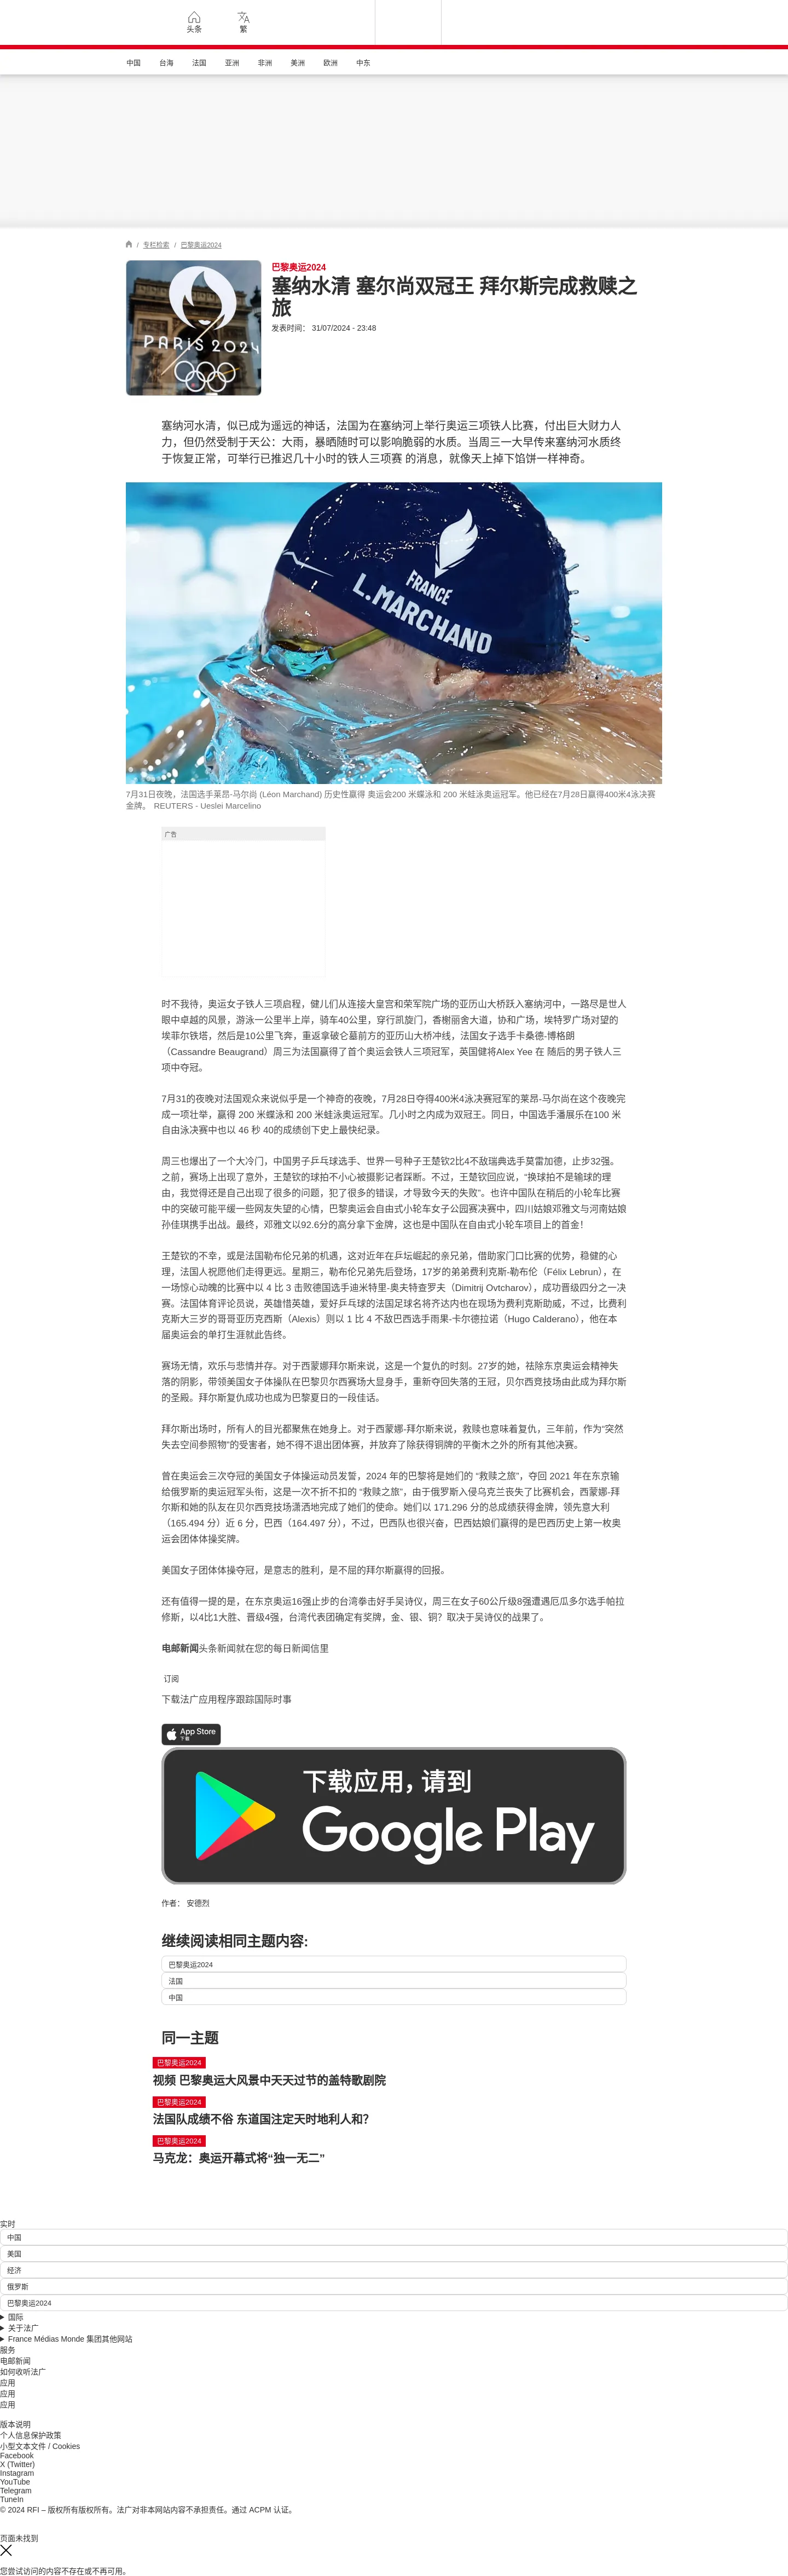 头条
繁
中国 台海 法国 亚洲 非洲 美洲 欧洲 中东
/ 专栏检索 / 巴黎奥运2024
PARIS 2024
巴黎奥运2024
塞纳水清 塞尔尚双冠王 拜尔斯完成救赎之
旅
发表时间： 31/07/2024 - 23:48
塞纳河水清，似已成为遥远的神话，法国为在塞纳河上举行奥运三项铁人比赛，付出巨大财力人
力，但仍然受制于天公：大雨，暴晒随时可以影响脆弱的水质。当周三一大早传来塞纳河水质终
于恢复正常，可举行已推迟几十小时的铁人三项赛 的消息，就像天上掉下馅饼一样神奇。
FRANCE
L.MARCHAND
7月31日夜晚，法国选手莱昂-马尔尚 (Léon Marchand) 历史性赢得 奥运会200 米蝶泳和 200 米蛙泳奥运冠军。他已经在7月28日赢得400米4泳决赛
金牌。 REUTERS - Ueslei Marcelino
广告
时不我待，奥运女子铁人三项启程，健儿们从连接大皇宫和荣军院广场的亚历山大桥跃入塞纳河中，一路尽是世人
眼中卓越的风景，游泳一公里半上岸，骑车40公里，穿行凯旋门，香榭丽舍大道，协和广场，埃特罗广场对望的
埃菲尔铁塔，然后是10公里飞奔，重返拿破仑墓前方的亚历山大桥冲线，法国女子选手卡桑德-博格朗
（Cassandre Beaugrand）周三为法国赢得了首个奥运会铁人三项冠军，英国健将Alex Yee 在 随后的男子铁人三
项中夺冠。
7月31的夜晚对法国观众来说似乎是一个神奇的夜晚，7月28日夺得400米4泳决赛冠军的莱昂-马尔尚在这个夜晚完
成一项壮举，赢得 200 米蝶泳和 200 米蛙泳奥运冠军。几小时之内成为双冠王。同日，中国选手潘展乐在100 米
自由泳决赛中也以 46 秒 40的成绩创下史上最快纪录。
周三也爆出了一个大冷门，中国男子乒乓球选手、世界一号种子王楚钦2比4不敌瑞典选手莫雷加德，止步32强。
之前，赛场上出现了意外，王楚钦的球拍不小心被摄影记者踩断。不过，王楚钦回应说，“换球拍不是输球的理
由，我觉得还是自己出现了很多的问题，犯了很多的错误，才导致今天的失败”。也许中国队在稍后的小轮车比赛
中的突破可能平缓一些网友失望的心情，巴黎奥运会自由式小轮车女子公园赛决赛中，四川姑娘邓雅文与河南姑娘
孙佳琪携手出战。最终，邓雅文以92.6分的高分拿下金牌，这也是中国队在自由式小轮车项目上的首金！
王楚钦的不幸，或是法国勒布伦兄弟的机遇，这对近年在乒坛崛起的亲兄弟，借助家门口比赛的优势，稳健的心
理，法国人祝愿他们走得更远。星期三，勒布伦兄弟先后登场，17岁的弟弟费利克斯-勒布伦（Félix Lebrun），在
一场惊心动魄的比赛中以 4 比 3 击败德国选手迪米特里-奥夫特查罗夫（Dimitrij Ovtcharov），成功晋级四分之一决
赛。法国体育评论员说，英雄惜英雄，爱好乒乓球的法国足球名将齐达内也在现场为费利克斯助威，不过，比费利
克斯大三岁的哥哥亚历克西斯（Alexis）则以 1 比 4 不敌巴西选手雨果-卡尔德拉诺（Hugo Calderano），他在本
届奥运会的单打生涯就此告终。
赛场无情，欢乐与悲情并存。对于西蒙娜拜尔斯来说，这是一个复仇的时刻。27岁的她，祛除东京奥运会精神失
落的阴影，带领美国女子体操队在巴黎贝尔西赛场大显身手，重新夺回失落的王冠，贝尔西竞技场由此成为拜尔斯
的圣殿。拜尔斯复仇成功也成为巴黎夏日的一段佳话。
拜尔斯出场时，所有人的目光都聚焦在她身上。对于西蒙娜-拜尔斯来说，救赎也意味着复仇，三年前，作为“突然
失去空间参照物”的受害者，她不得不退出团体赛，并放弃了除获得铜牌的平衡木之外的所有其他决赛。
曾在奥运会三次夺冠的美国女子体操运动员发誓，2024 年的巴黎将是她们的 “救赎之旅”，夺回 2021 年在东京输
给俄罗斯的奥运冠军头衔，这是一次不折不扣的 “救赎之旅”，由于俄罗斯入侵乌克兰丧失了比赛机会，西蒙娜-拜
尔斯和她的队友在贝尔西竞技场潇洒地完成了她们的使命。她们以 171.296 分的总成绩获得金牌，领先意大利
（165.494 分）近 6 分，巴西（164.497 分），不过，巴西队也很兴奋，巴西姑娘们赢得的是巴西历史上第一枚奥
运会团体体操奖牌。
美国女子团体体操夺冠，是意志的胜利，是不屈的拜尔斯赢得的回报。
还有值得一提的是，在东京奥运16强止步的台湾拳击好手吴诗仪，周三在女子60公斤级8强遭遇厄瓜多尔选手帕拉
修斯，以4比1大胜、晋级4强，台湾代表团确定有奖牌，金、银、铜？取决于吴诗仪的战果了。
电邮新闻头条新闻就在您的每日新闻信里
订阅
下载法广应用程序跟踪国际时事
App Store
下载
下载应用，请到
Google Play
作者： 安德烈
继续阅读相同主题内容:
巴黎奥运2024
法国
中国
同一主题
巴黎奥运2024
视频 巴黎奥运大风景中天天过节的盖特歌剧院
巴黎奥运2024
法国队成绩不俗 东道国注定天时地利人和？
巴黎奥运2024
马克龙：奥运开幕式将“独一无二”
实时
中国
美国
经济
俄罗斯
巴黎奥运2024
国际
关于法广
France Médias Monde 集团其他网站
服务
电邮新闻
如何收听法广
应用
应用
应用
版本说明
个人信息保护政策
小型文本文件 / Cookies
Facebook
X (Twitter)
Instagram
YouTube
Telegram
TuneIn
© 2024 RFI – 版权所有版权所有。法广对非本网站内容不承担责任。通过 ACPM 认证。
页面未找到
您尝试访问的内容不存在或不再可用。